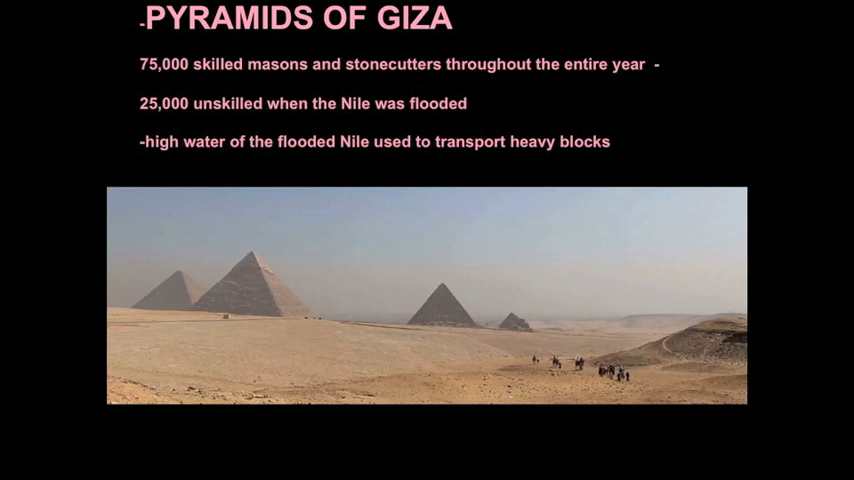 -PYRAMIDS OF GIZA
75,000 skilled masons and stonecutters throughout the entire year -
25,000 unskilled when the Nile was flooded
-high water of the flooded Nile used to transport heavy blocks